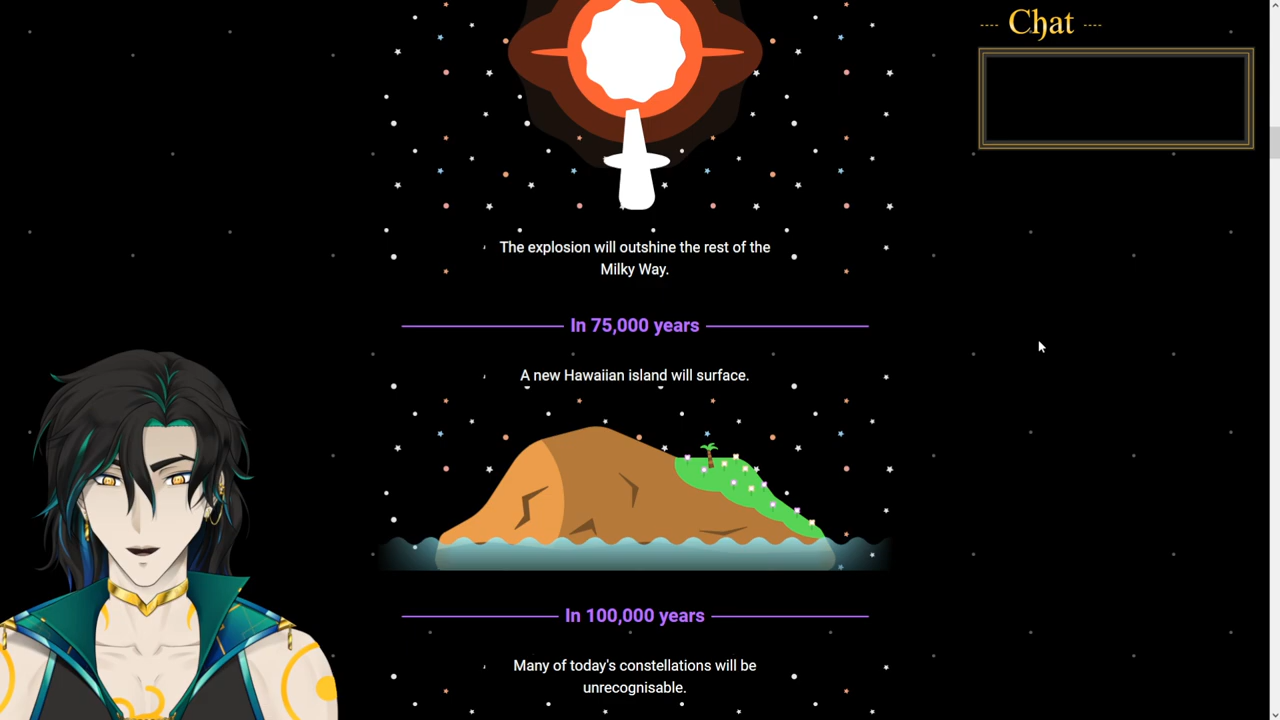 ---- Chat ----
The explosion will outshine the rest of the
Milky Way.
In 75,000 years
A new Hawaiian island will surface.
In 100,000 years
Many of today's constellations will be
unrecognisable.